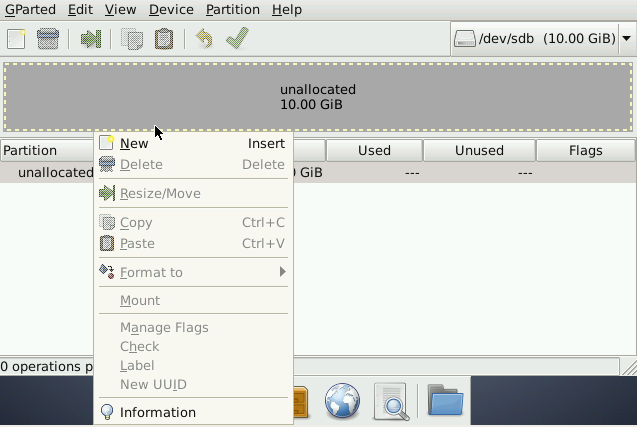 GParted Edit View Device Partition Help
/dev/sdb (10.00 GiB)
unallocated
10.00 GiB
Partition Used Unused Flags
unallocated GiB --- ---
New Insert
Delete Delete
Resize/Move
Copy Ctrl+C
Paste Ctrl+V
Format to
Mount
Manage Flags
Check
Label
New UUID
Information
0 operations p